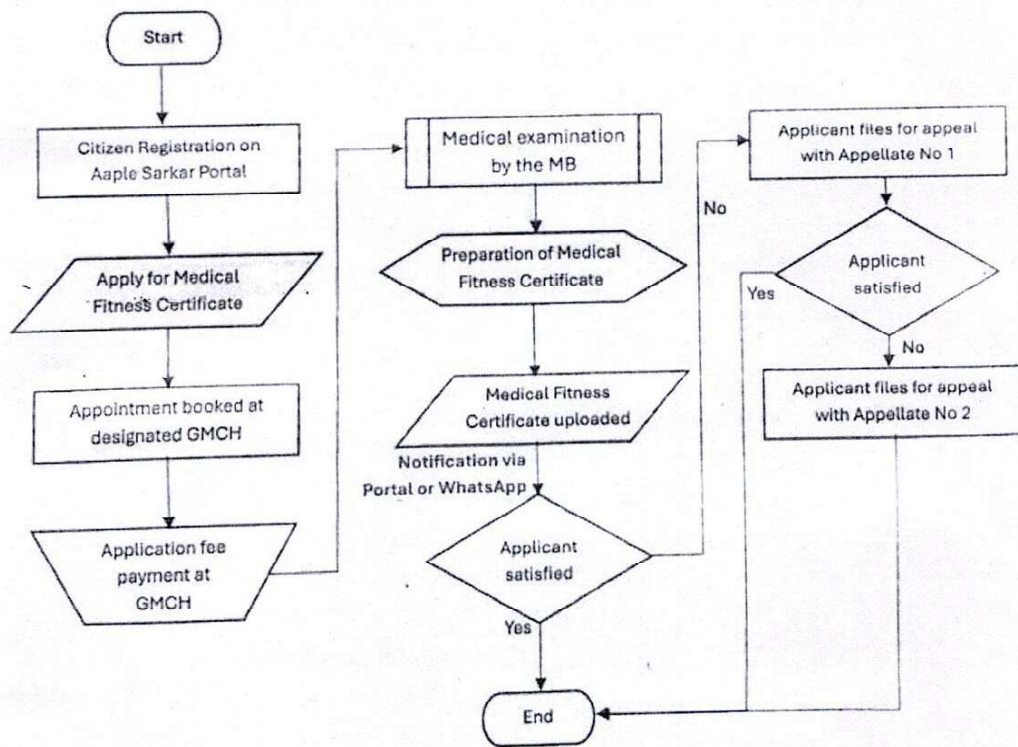 Start
Citizen Registration on
Aaple Sarkar Portal
Apply for Medical
Fitness Certificate
Appointment booked at
designated GMCH
Application fee
payment at
GMCH
Medical examination
by the MB
Preparation of Medical
Fitness Certificate
Medical Fitness
Certificate uploaded
Notification via
Portal or WhatsApp
Applicant
satisfied
Yes
End
No
Applicant files for appeal
with Appellate No 1
Applicant
satisfied
Yes
No
Applicant files for appeal
with Appellate No 2